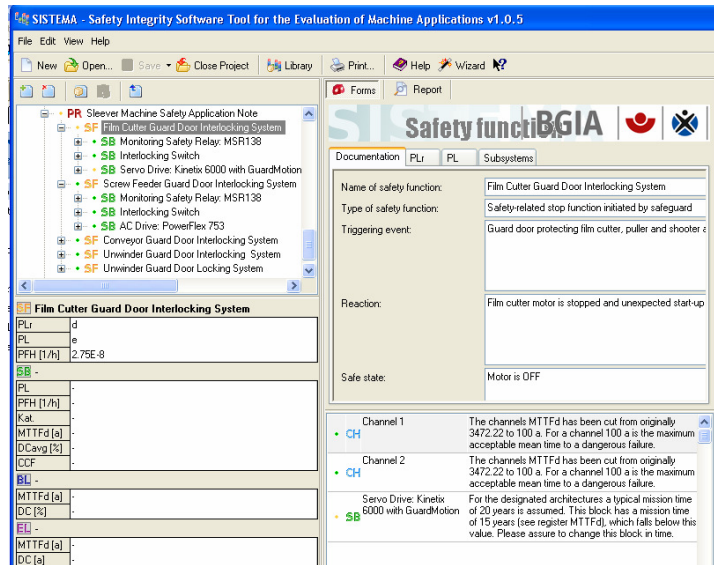 SISTEMA - Safety Integrity Software Tool for the Evaluation of Machine Applications v1.0.5
File Edit View Help
New Open... Save Close Project Library Print... Help Wizard
Forms Report
PR Sleever Machine Safety Application Note
SF Film Cutter Guard Door Interlocking System
SB Monitoring Safety Relay: MSR138
SB Interlocking Switch
SB Servo Drive: Kinetix 6000 with GuardMotion
SF Screw Feeder Guard Door Interlocking System
SB Monitoring Safety Relay: MSR138
SB Interlocking Switch
SB AC Drive: PowerFlex 753
SF Conveyor Guard Door Interlocking System
SF Unwinder Guard Door Interlocking System
SF Unwinder Guard Door Locking System
SF Film Cutter Guard Door Interlocking System
PLr d
PL e
PFH [1/h] 2.75E-8
SB -
PL -
PFH [1/h] -
Kat. -
MTTFd [a] -
DCavg [%] -
CCF -
BL -
MTTFd [a] -
DC [%] -
EL -
MTTFd [a] -
DC [a] -
Safety functi BGIA
Documentation PLr PL Subsystems
Name of safety function: Film Cutter Guard Door Interlocking System
Type of safety function: Safety-related stop function initiated by safeguard
Triggering event: Guard door protecting film cutter, puller and shooter a
Reaction: Film cutter motor is stopped and unexpected start-up
Safe state: Motor is OFF
Channel 1 The channels MTTFd has been cut from originally
CH 3472.22 to 100 a. For a channel 100 a is the maximum
acceptable mean time to a dangerous failure.
Channel 2 The channels MTTFd has been cut from originally
CH 3472.22 to 100 a. For a channel 100 a is the maximum
acceptable mean time to a dangerous failure.
Servo Drive: Kinetix For the designated architectures a typical mission time
SB 6000 with GuardMotion of 20 years is assumed. This block has a mission time
of 15 years (see register MTTFd), which falls below this
value. Please assure to change this block in time.